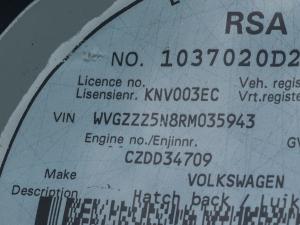 RSA
NO. 1037020D2
Licence no. Veh. regis
Lisensienr. KNV003EC Vrt.registe
VIN WVGZZZ5N8RM035943
Engine no./Enjinnr.
CZDD34709
Make VOLKSWAGEN
Description Hatch back / Luik